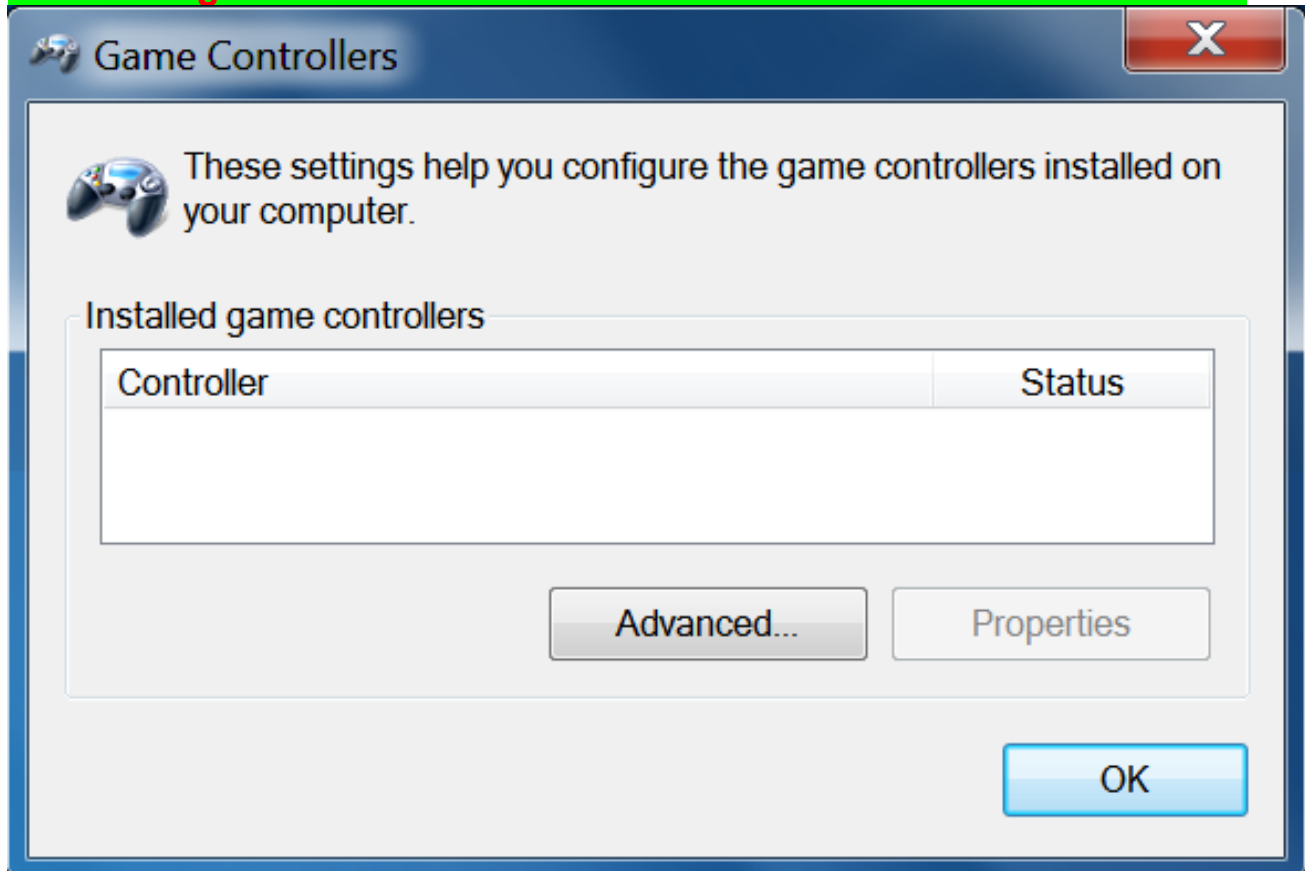 Game Controllers
These settings help you configure the game controllers installed on
your computer.
Installed game controllers
Controller Status
Advanced... Properties
OK